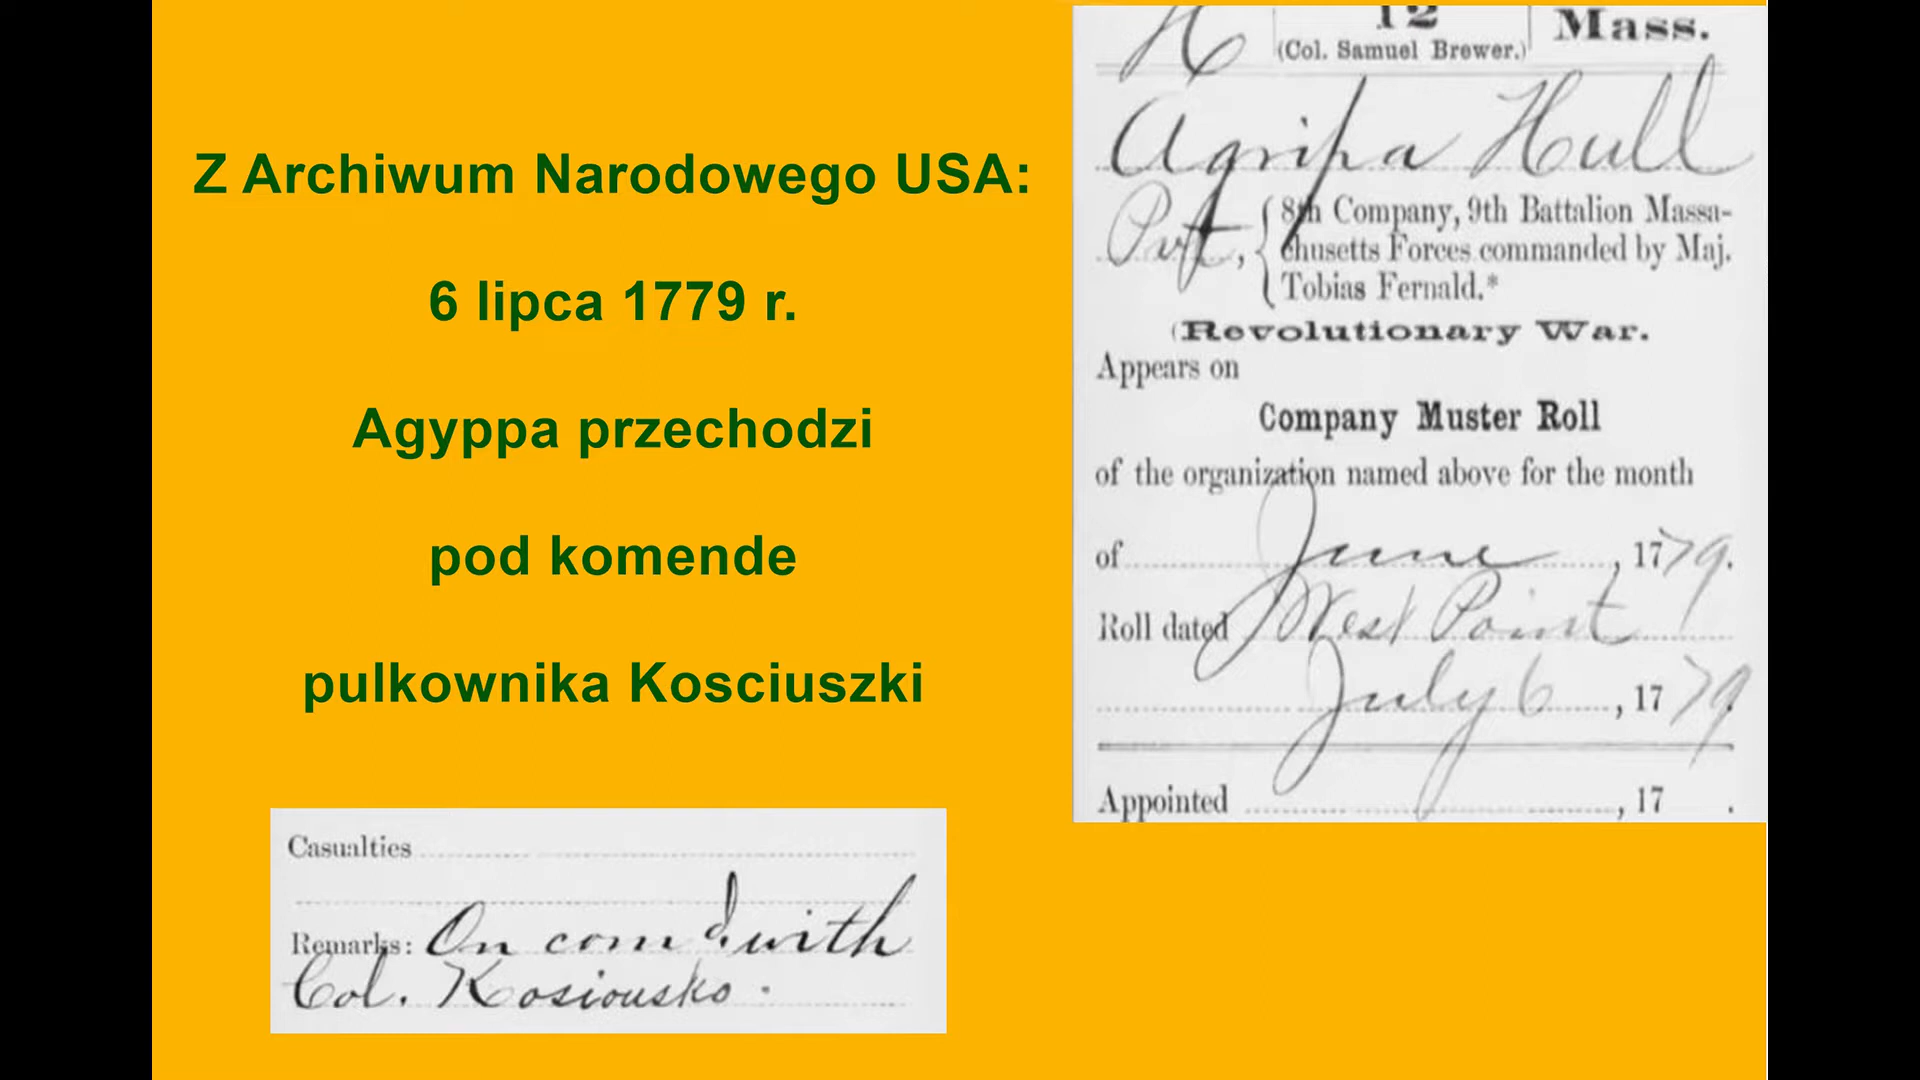 Z Archiwum Narodowego USA:
6 lipca 1779 r.
Agyppa przechodzi
pod komende
pulkownika Kosciuszki
Casualties
Remarks: On comd with
Col. Kosiousko.
H 12 Mass.
(Col. Samuel Brewer.)
Agripa Hull
Pvt, { 8th Company, 9th Battalion Massa-
chusetts Forces commanded by Maj.
Tobias Fernald.*
(Revolutionary War.
Appears on
Company Muster Roll
of the organization named above for the month
of June, 1779.
Roll dated West Point
July 6, 1779
Appointed , 17 .